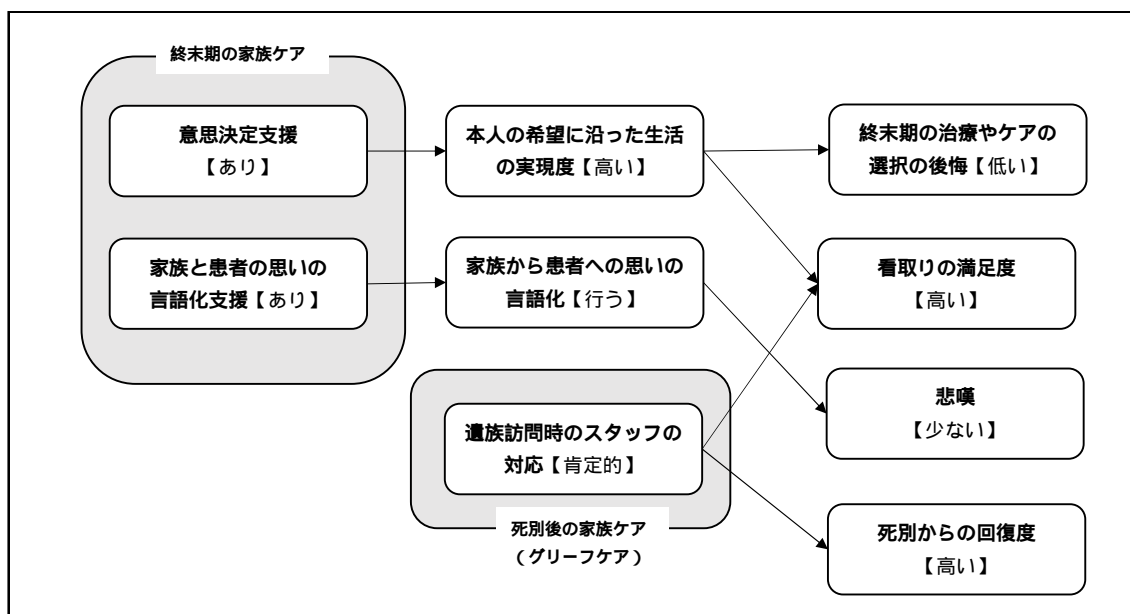 終末期の家族ケア
意思決定支援
【あり】
本人の希望に沿った生活
の実現度【高い】
終末期の治療やケアの
選択の後悔【低い】
家族と患者の思いの
言語化支援【あり】
家族から患者への思いの
言語化【行う】
看取りの満足度
【高い】
遺族訪問時のスタッフの
対応【肯定的】
悲嘆
【少ない】
死別後の家族ケア
（グリーフケア）
死別からの回復度
【高い】